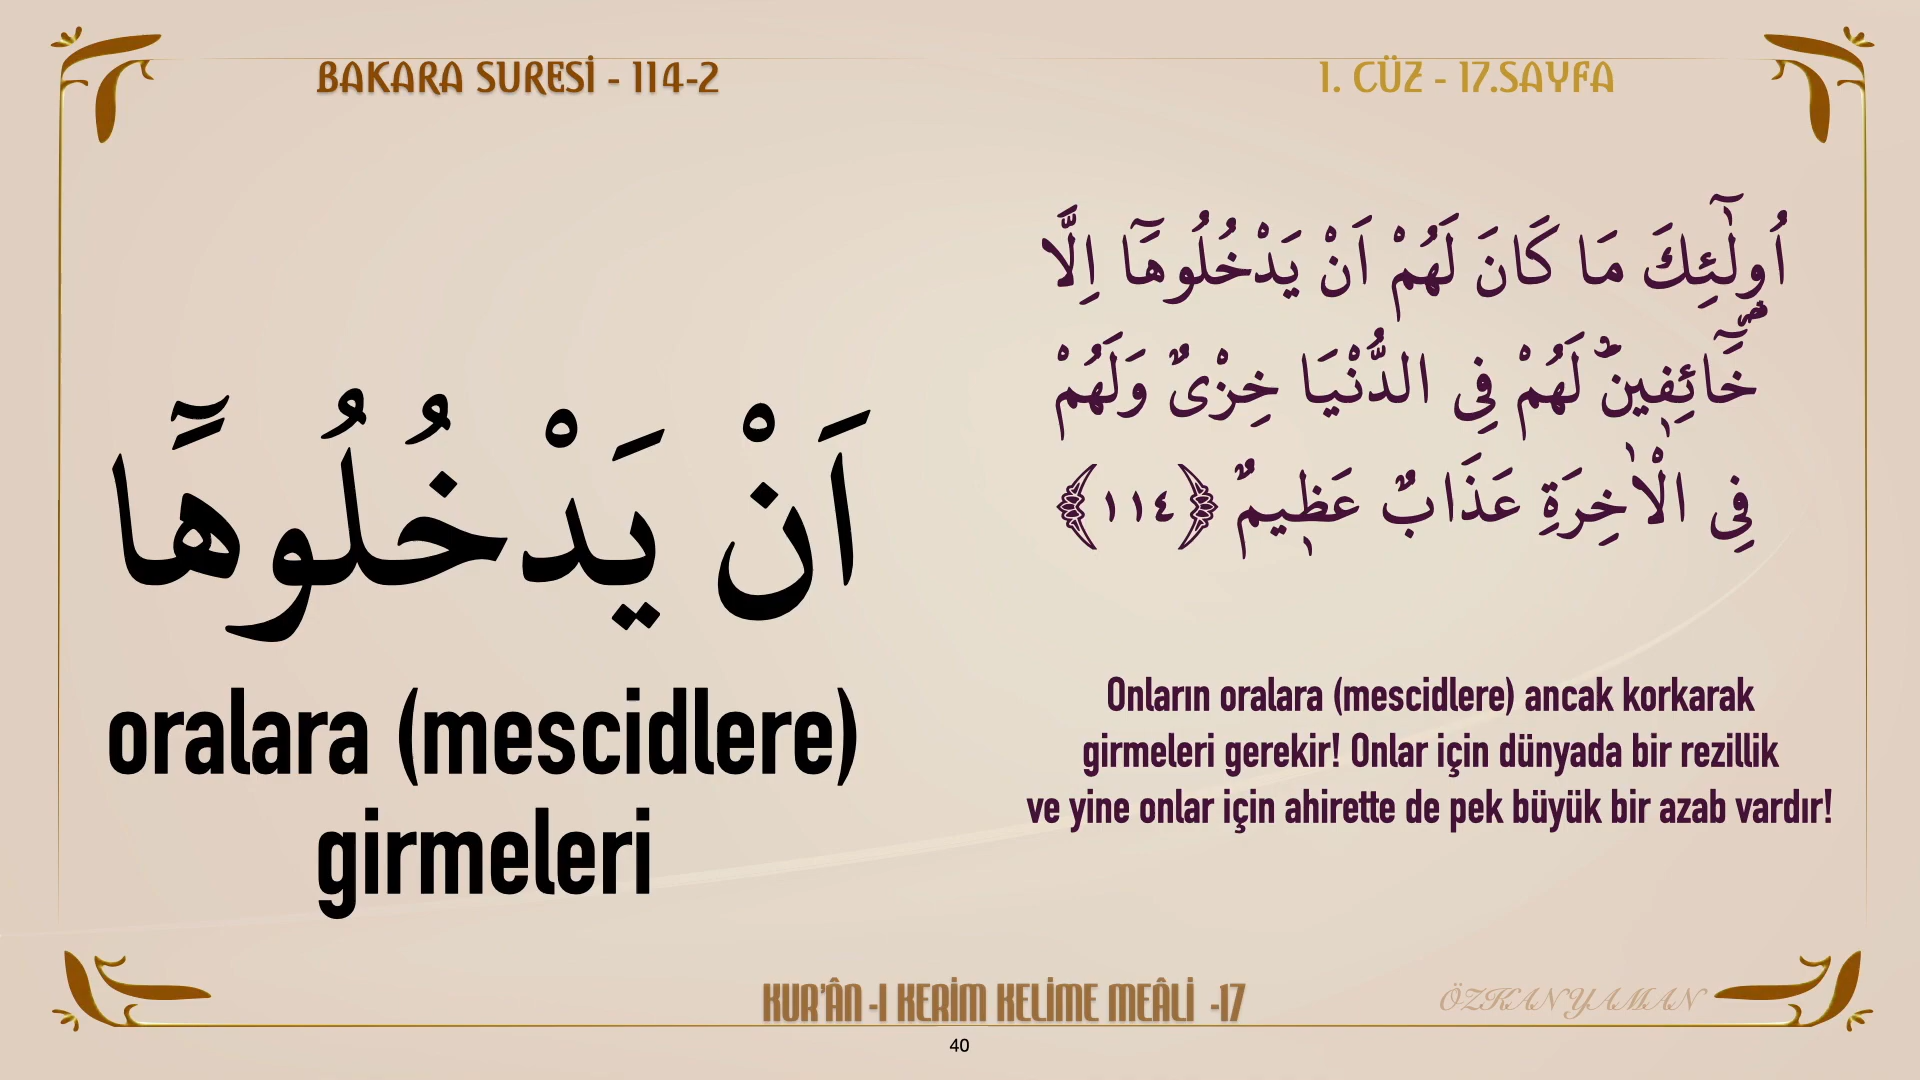 BAKARA SURESİ - 114-2
1. CÜZ - 17.SAYFA
اَنْ يَدْخُلُوهَٓا
oralara (mescidlere)
girmeleri
اُو۬لٰٓئِكَ مَا كَانَ لَهُمْ اَنْ يَدْخُلُوهَٓا اِلَّا
خَٓائِف۪ينَۜ لَهُمْ فِى الدُّنْيَا خِزْىٌ وَلَهُمْ
فِى الْاٰخِرَةِ عَذَابٌ عَظ۪يمٌ ﴿١١٤﴾
Onların oralara (mescidlere) ancak korkarak
girmeleri gerekir! Onlar için dünyada bir rezillik
ve yine onlar için ahirette de pek büyük bir azab vardır!
KUR'ÂN -I KERİM KELİME MEÂLİ -17
ÖZKAN YAMAN
40